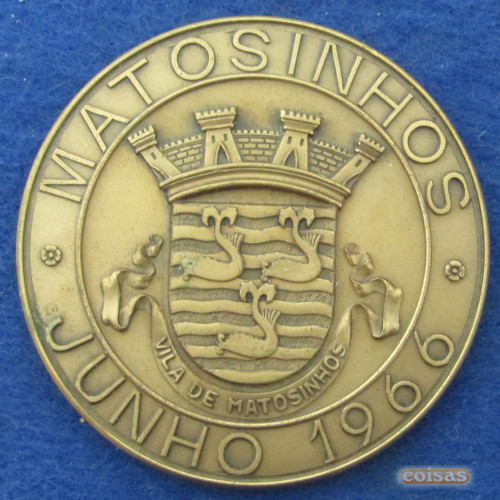 MATOSINHOS
JUNHO 1966
VILA DE MATOSINHOS
coisas